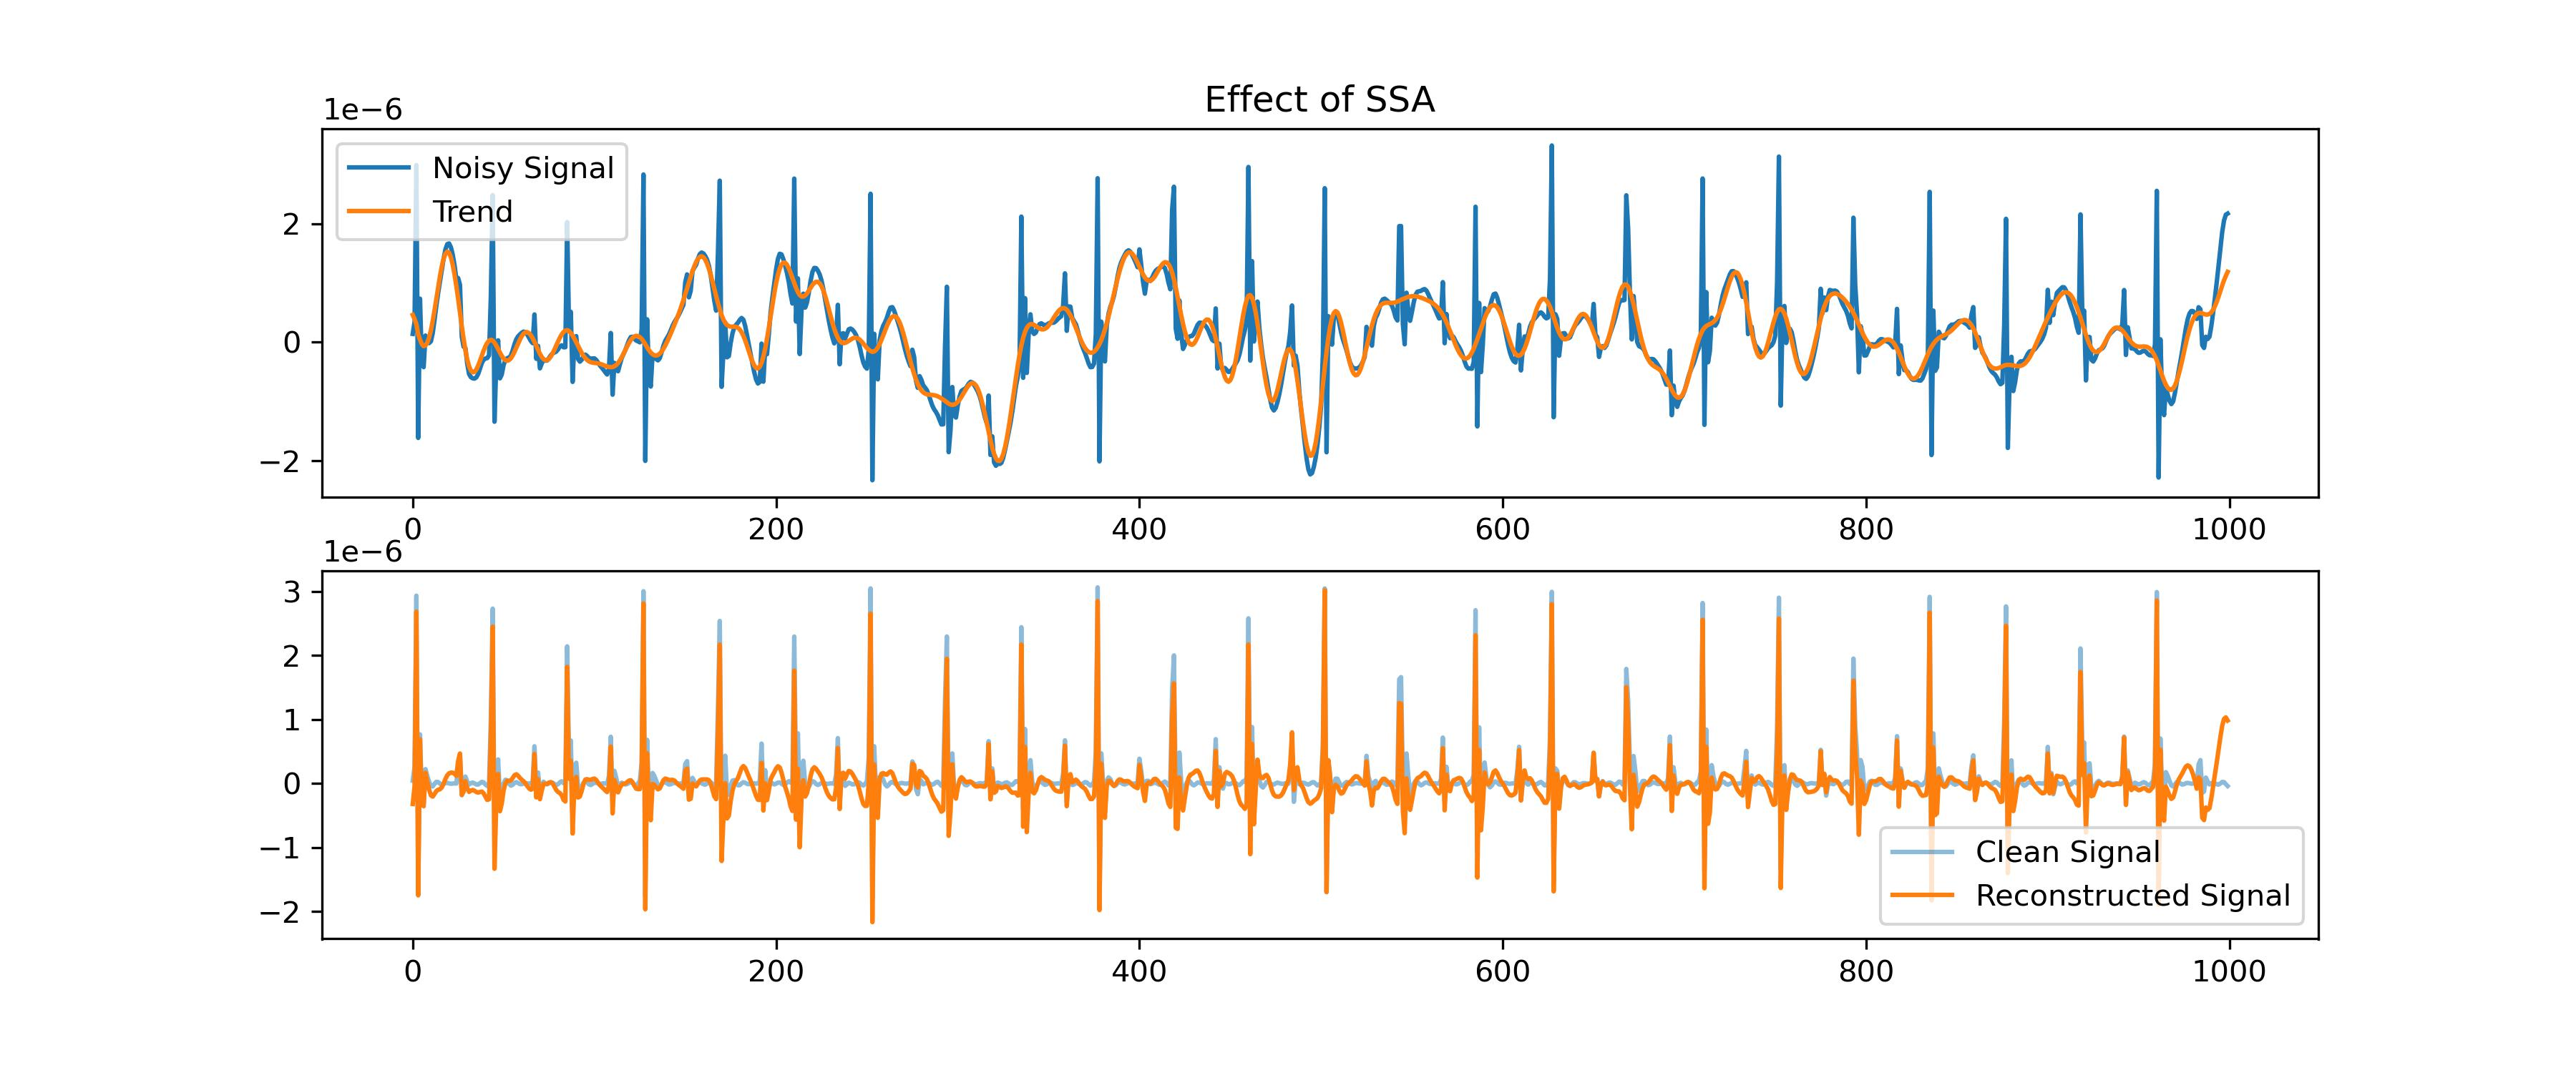 Effect of SSA
1e−6
Noisy Signal
Trend
2
0
−2
0 200 400 600 800 1000
1e−6
3
2
1
0
−1
−2
Clean Signal
Reconstructed Signal
0 200 400 600 800 1000